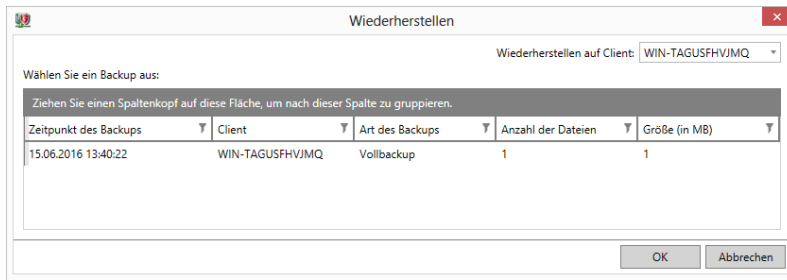 Wiederherstellen
Wiederherstellen auf Client: WIN-TAGUSFHVJMQ
Wählen Sie ein Backup aus:
Ziehen Sie einen Spaltenkopf auf diese Fläche, um nach dieser Spalte zu gruppieren.
Zeitpunkt des Backups Client Art des Backups Anzahl der Dateien Größe (in MB)
15.06.2016 13:40:22 WIN-TAGUSFHVJMQ Vollbackup 1 1
OK Abbrechen